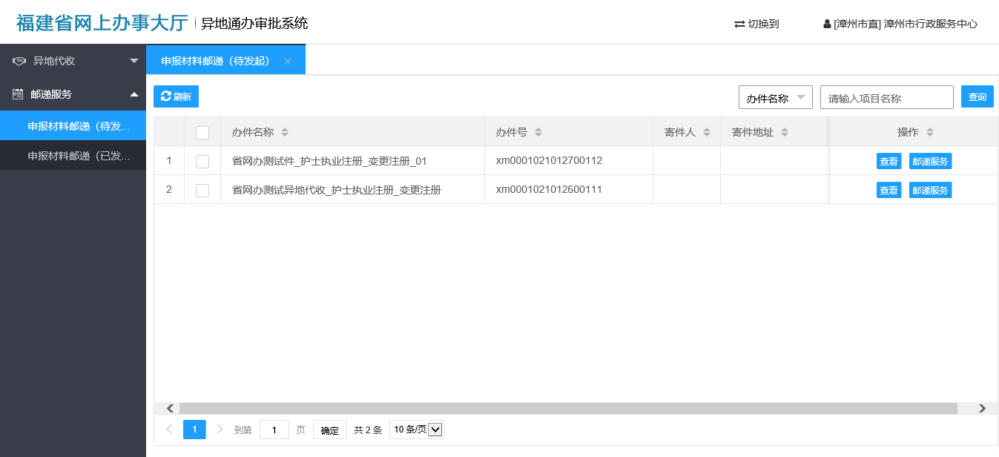 福建省网上办事大厅 异地通办审批系统 切换到 [漳州市直] 漳州市行政服务中心
异地代收
邮递服务
申报材料邮递（待发...
申报材料邮递（已发...
申报材料邮递（待发起）
刷新 办件名称 请输入项目名称 查询
办件名称 办件号 寄件人 寄件地址 操作
1 省网办测试件_护士执业注册_变更注册_01 xm0001021012700112 查看 邮递服务
2 省网办测试异地代收_护士执业注册_变更注册 xm0001021012600111 查看 邮递服务
1 到第 1 页 确定 共 2 条 10 条/页